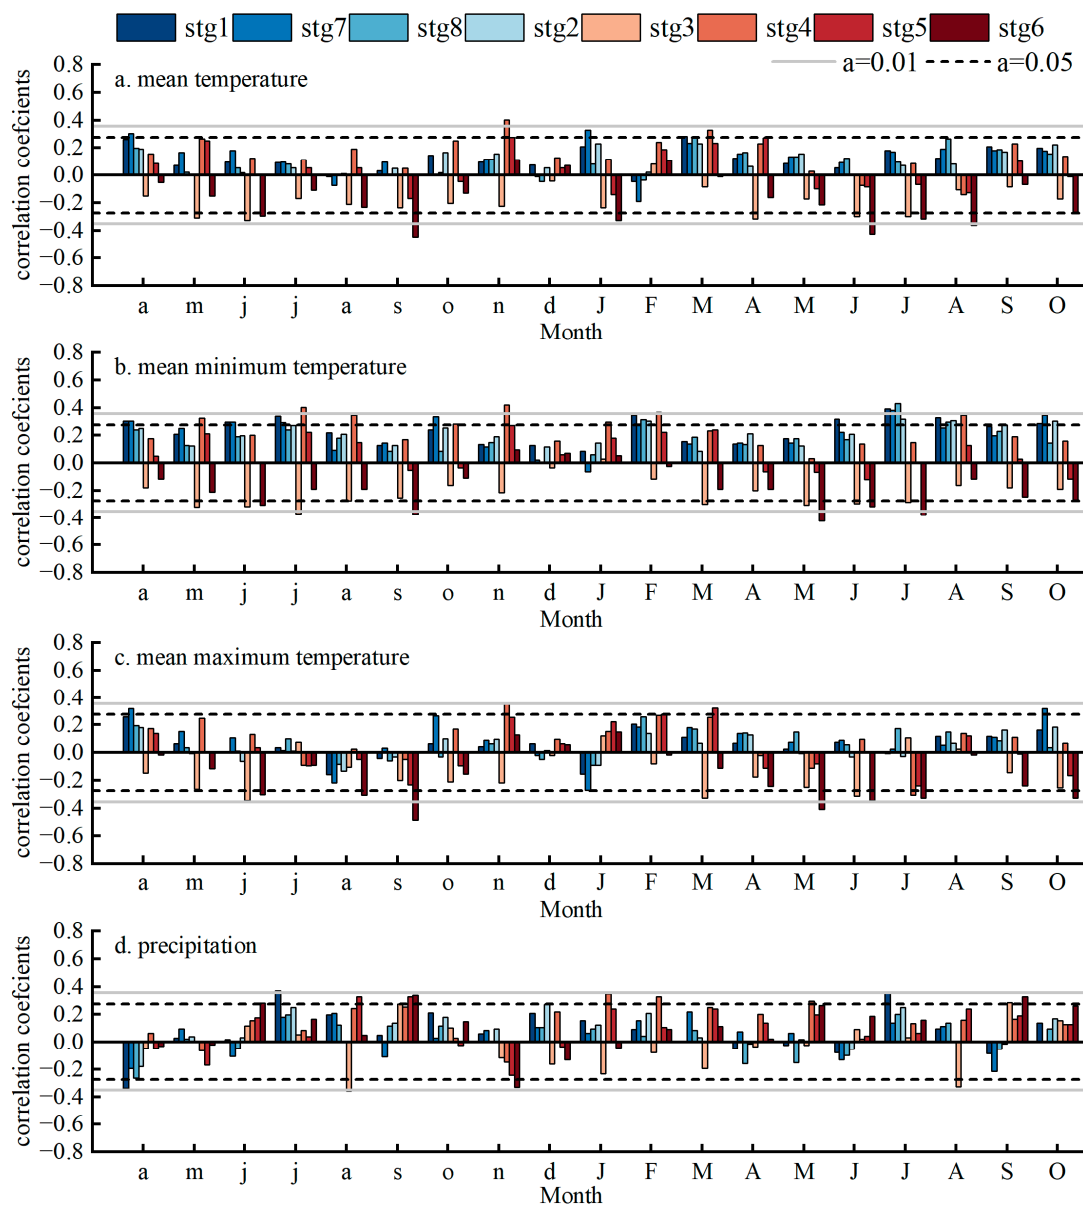 stg1 stg7 stg8 stg2 stg3 stg4 stg5 stg6
a=0.01 a=0.05
a. mean temperature
correlation coefcients
0.8
0.6
0.4
0.2
0.0
−0.2
−0.4
−0.6
−0.8
a m j j a s o n d J F M A M J J A S O
Month
b. mean minimum temperature
correlation coefcients
0.8
0.6
0.4
0.2
0.0
−0.2
−0.4
−0.6
−0.8
a m j j a s o n d J F M A M J J A S O
Month
c. mean maximum temperature
correlation coefcients
0.8
0.6
0.4
0.2
0.0
−0.2
−0.4
−0.6
−0.8
a m j j a s o n d J F M A M J J A S O
Month
d. precipitation
correlation coefcients
0.8
0.6
0.4
0.2
0.0
−0.2
−0.4
−0.6
−0.8
a m j j a s o n d J F M A M J J A S O
Month